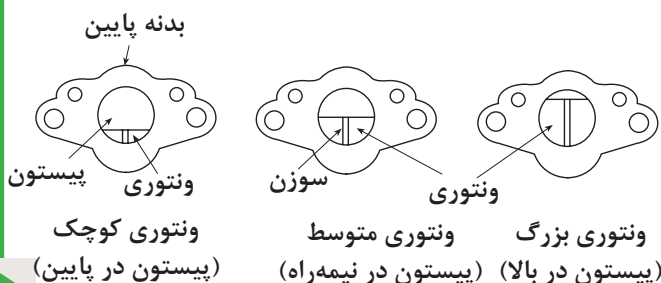 بدنه پایین
پیستون
ونتوری
سوزن
ونتوری
ونتوری کوچک
(پیستون در پایین)
ونتوری متوسط
(پیستون در نیمه‌راه)
ونتوری بزرگ
(پیستون در بالا)